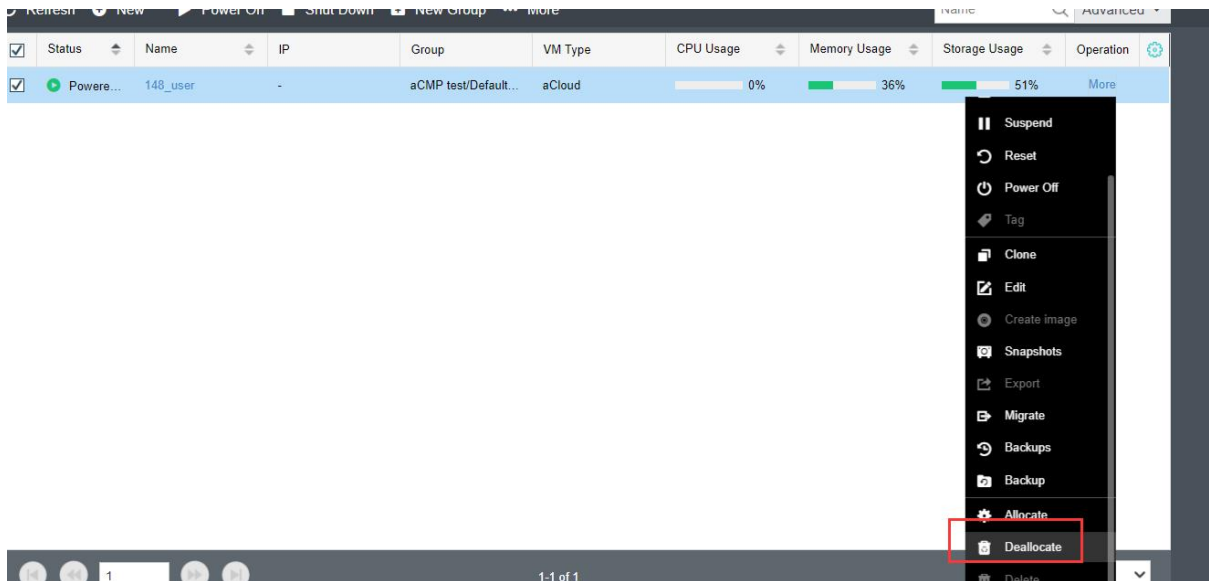 Refresh New Power On Shut Down New Group More Name Advanced
Status Name IP Group VM Type CPU Usage Memory Usage Storage Usage Operation
Powere... 148_user - aCMP test/Default... aCloud 0% 36% 51% More
Suspend
Reset
Power Off
Tag
Clone
Edit
Create image
Snapshots
Export
Migrate
Backups
Backup
Allocate
Deallocate
Delete
1 1-1 of 1